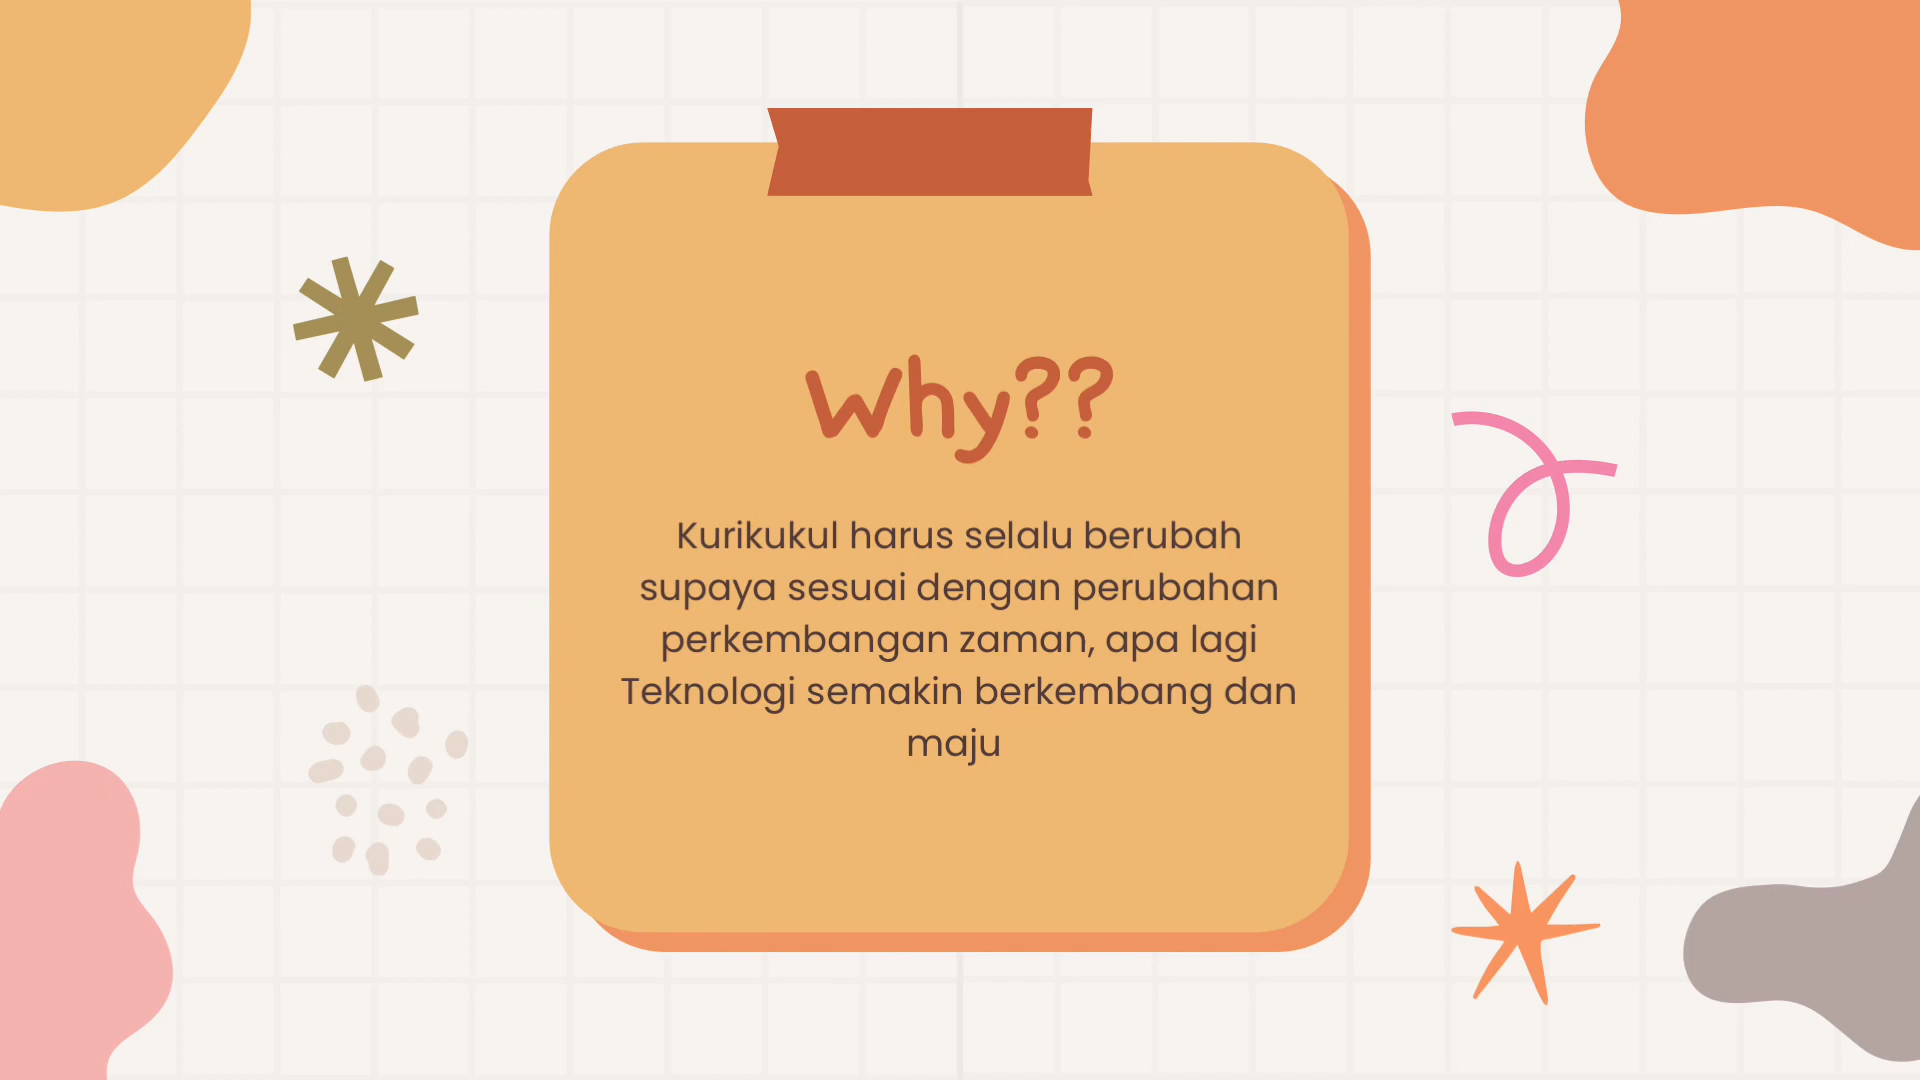 Why??
Kurikukul harus selalu berubah
supaya sesuai dengan perubahan
perkembangan zaman, apa lagi
Teknologi semakin berkembang dan
maju